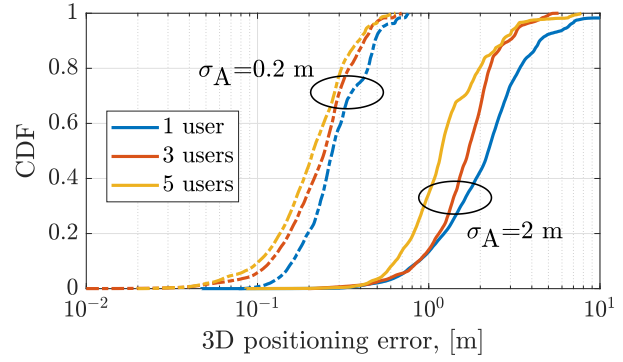 1
0.8
0.6
0.4
0.2
0
CDF
σA=0.2 m
1 user
3 users
5 users
σA=2 m
10-2
10-1
100
101
3D positioning error, [m]